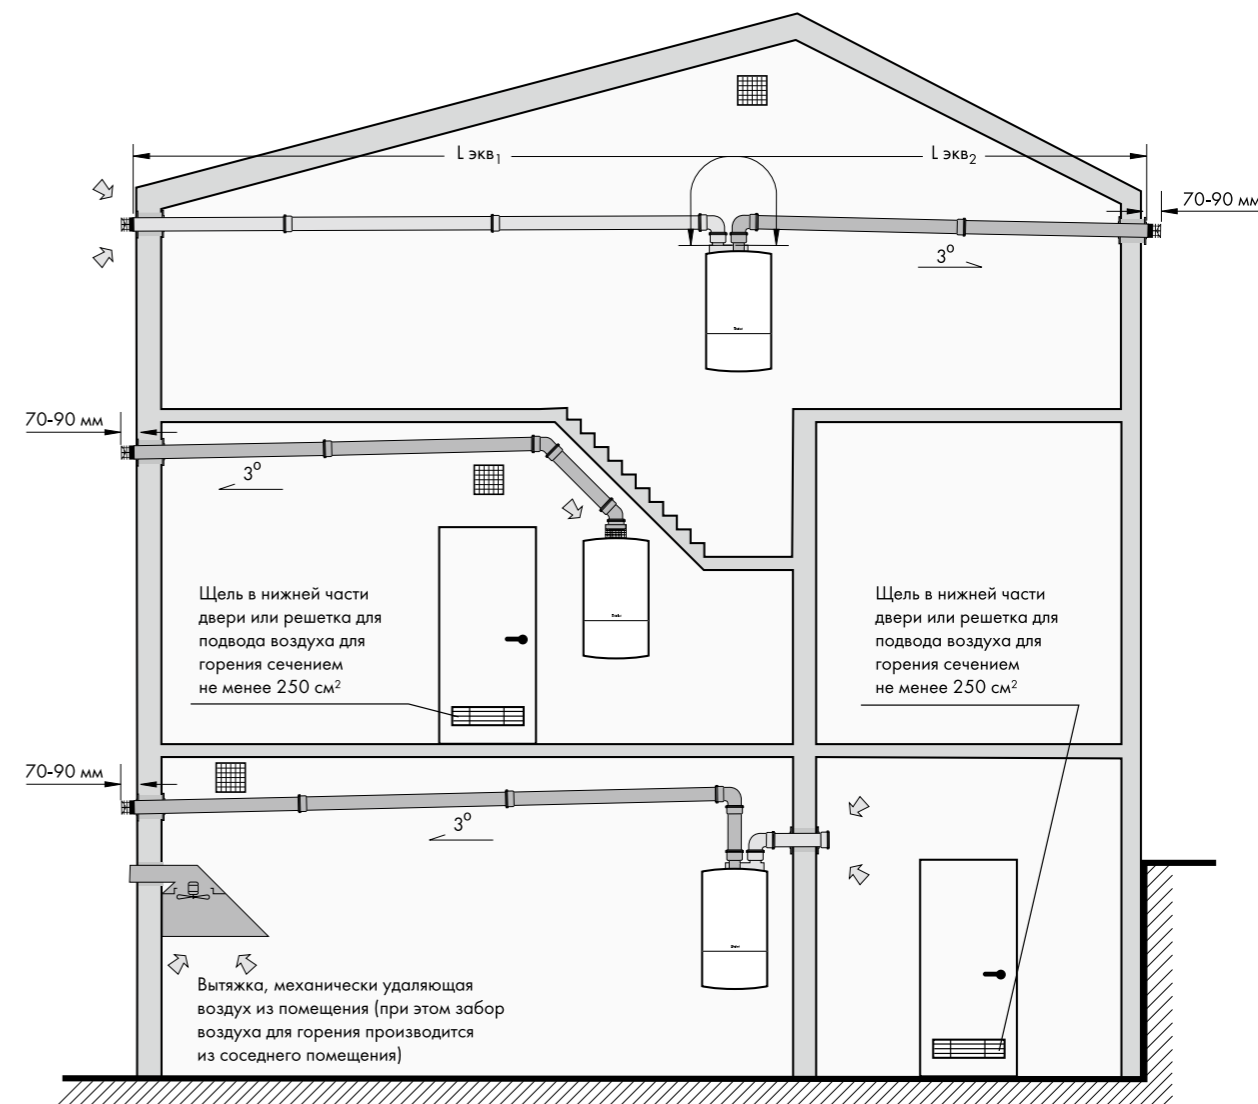 L экв₁
L экв₂
70-90 мм
3°
70-90 мм
3°
Щель в нижней части
двери или решетка для
подвода воздуха для
горения сечением
не менее 250 см²
Щель в нижней части
двери или решетка для
подвода воздуха для
горения сечением
не менее 250 см²
70-90 мм
3°
Вытяжка, механически удаляющая
воздух из помещения (при этом забор
воздуха для горения производится
из соседнего помещения)